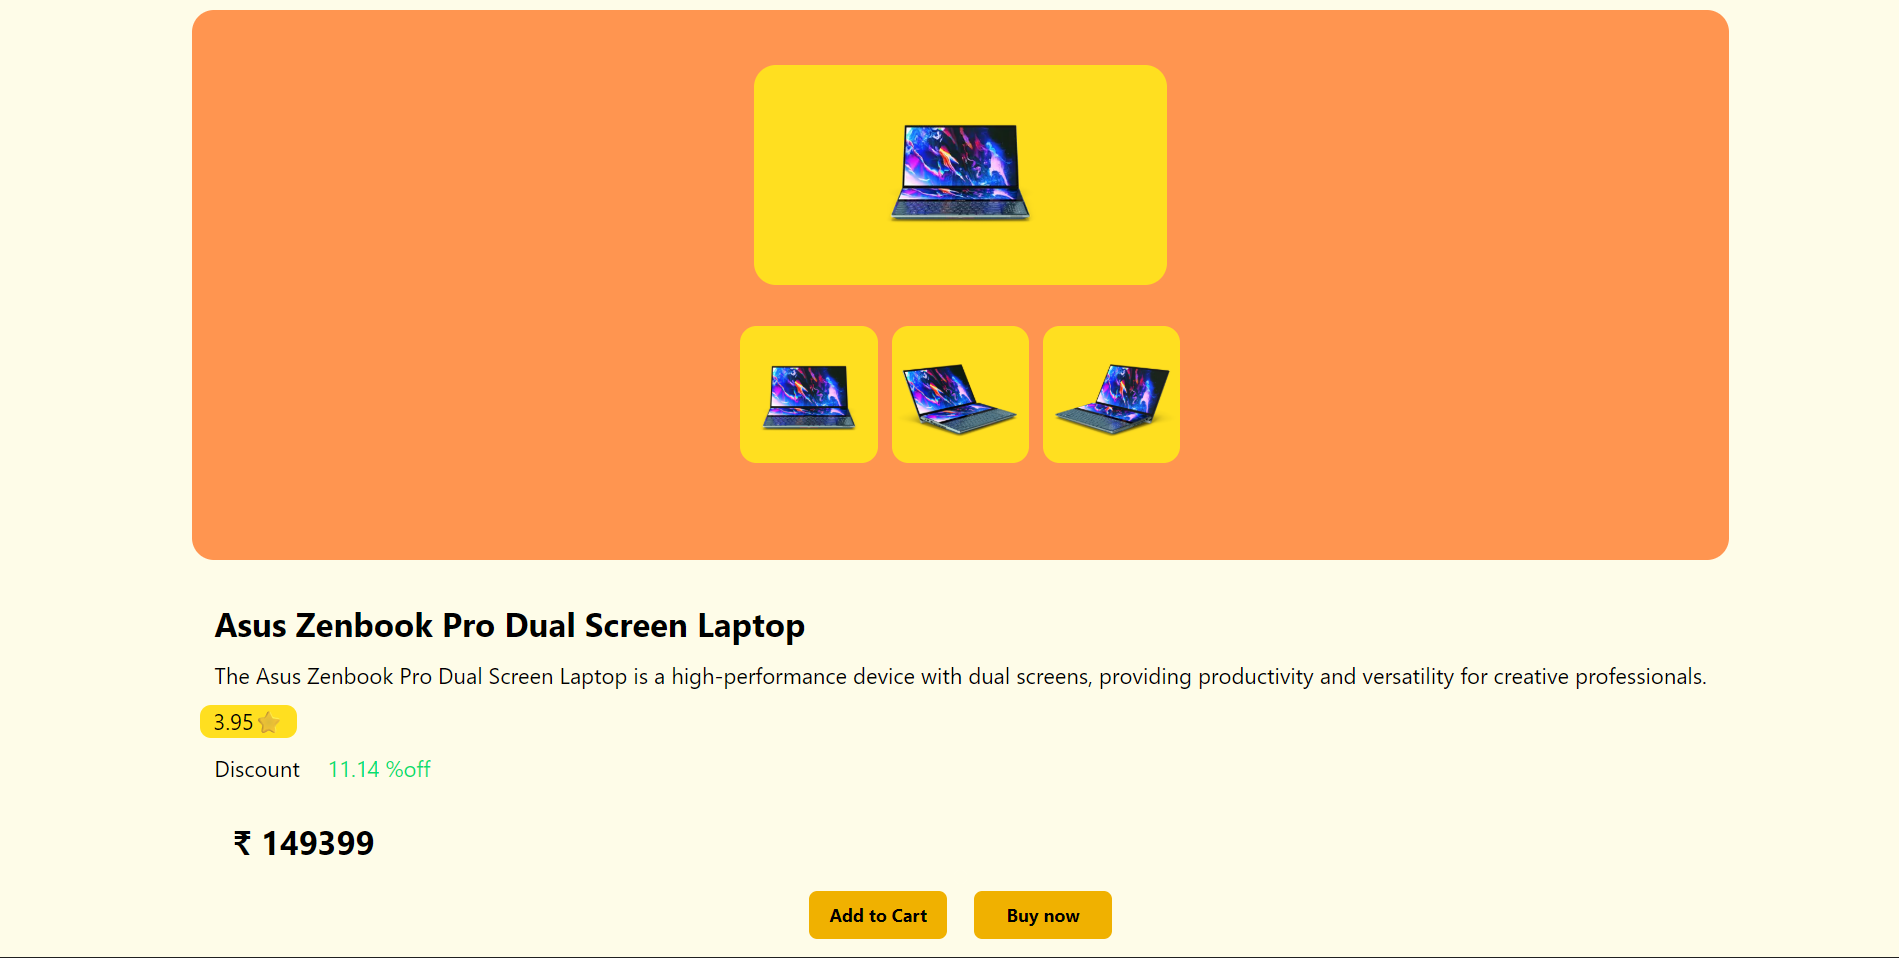 Asus Zenbook Pro Dual Screen Laptop
The Asus Zenbook Pro Dual Screen Laptop is a high-performance device with dual screens, providing productivity and versatility for creative professionals.
3.95⭐
Discount 11.14 %off
₹ 149399
Add to Cart Buy now